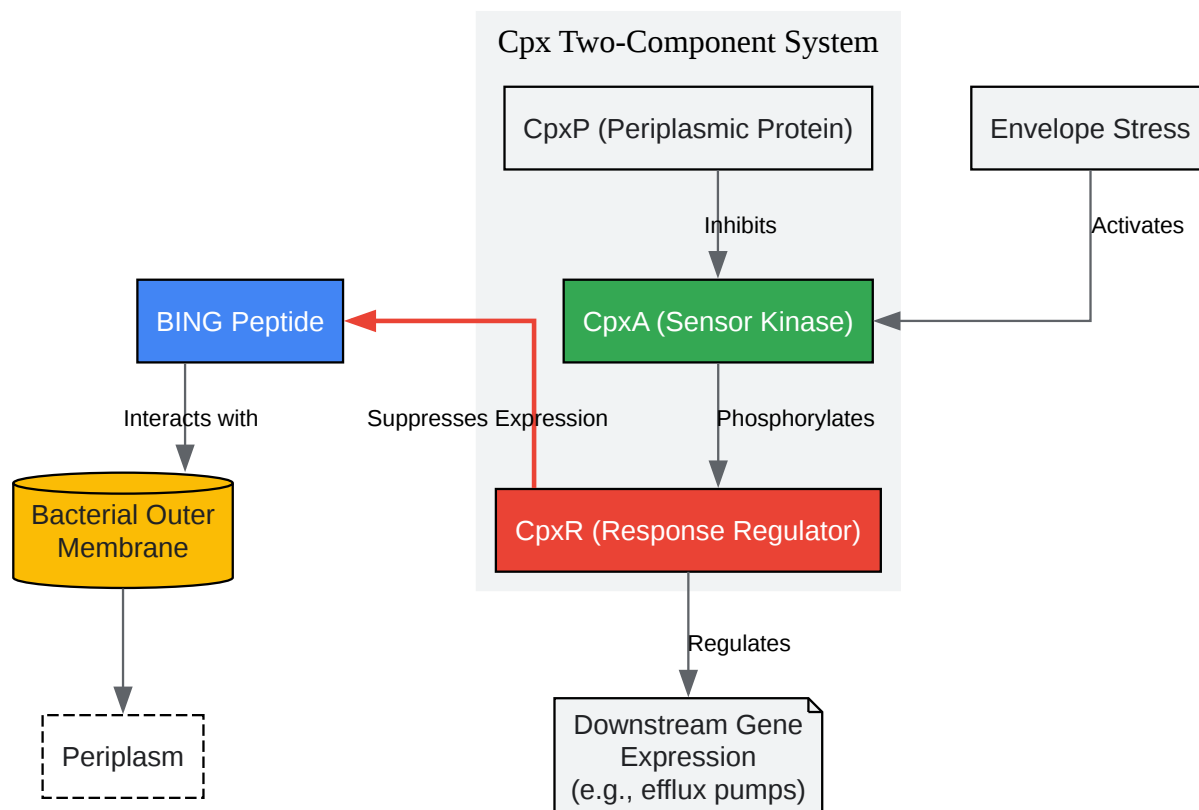 Cpx Two-Component System
CpxP (Periplasmic Protein)
Envelope Stress
Inhibits
Activates
BING Peptide
CpxA (Sensor Kinase)
Interacts with
Suppresses Expression
Phosphorylates
Bacterial Outer
Membrane
CpxR (Response Regulator)
Regulates
Periplasm
Downstream Gene
Expression
(e.g., efflux pumps)